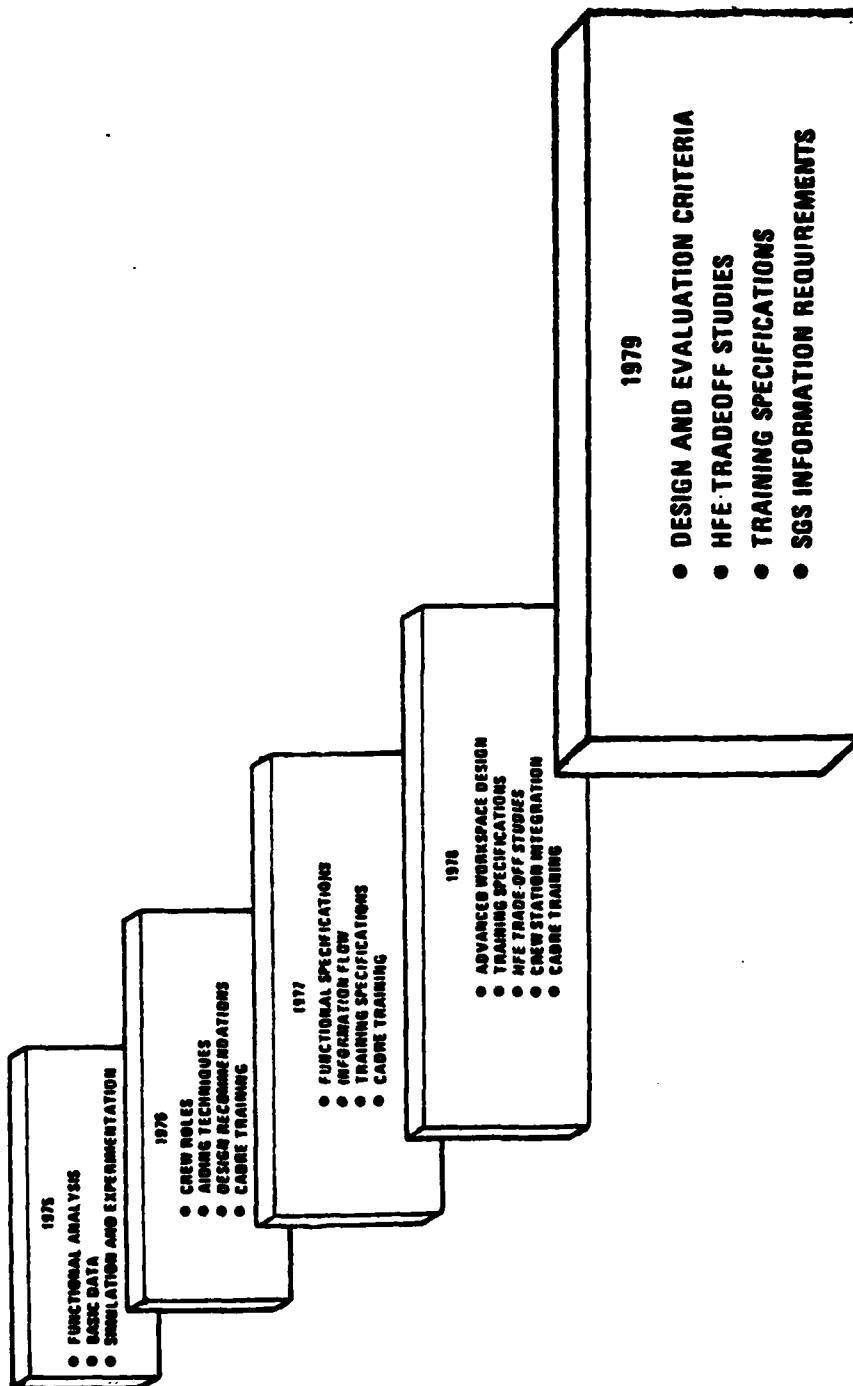 1975
● FUNCTIONAL ANALYSIS
● BASIC DATA
● SIMULATION AND EXPERIMENTATION
1976
● CREW ROLES
● AIDING TECHNIQUES
● DESIGN RECOMMENDATIONS
● CADRE TRAINING
1977
● FUNCTIONAL SPECIFICATIONS
● INFORMATION FLOW
● TRAINING SPECIFICATIONS
● CADRE TRAINING
1978
● ADVANCED WORKSPACE DESIGN
● TRAINING SPECIFICATIONS
● HFE TRADE-OFF STUDIES
● CREW STATION INTEGRATION
● CADRE TRAINING
1979
● DESIGN AND EVALUATION CRITERIA
● HFE TRADEOFF STUDIES
● TRAINING SPECIFICATIONS
● SGS INFORMATION REQUIREMENTS